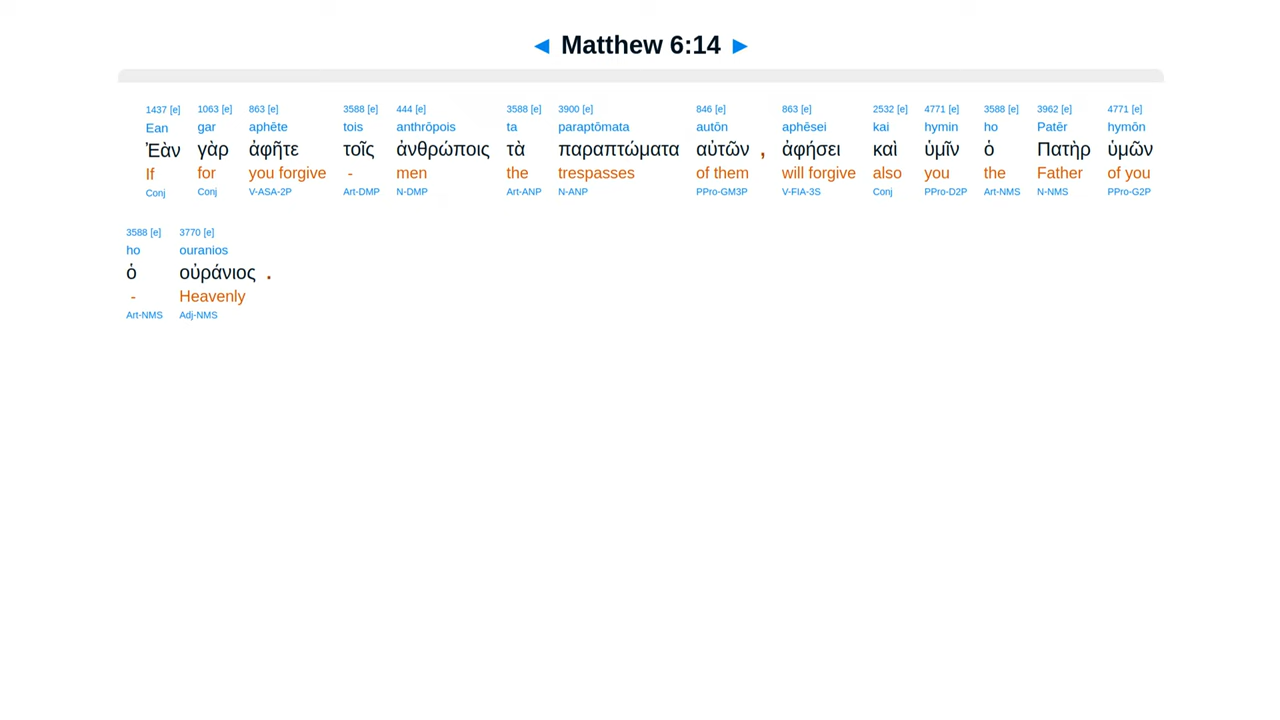 ◄ Matthew 6:14 ►
1437 [e] 1063 [e] 863 [e] 3588 [e] 444 [e] 3588 [e] 3900 [e] 846 [e] 863 [e] 2532 [e] 4771 [e] 3588 [e] 3962 [e] 4771 [e]
Ean gar aphēte tois anthrōpois ta paraptōmata autōn aphēsei kai hymin ho Patēr hymōn
Ἐὰν γὰρ ἀφῆτε τοῖς ἀνθρώποις τὰ παραπτώματα αὐτῶν , ἀφήσει καὶ ὑμῖν ὁ Πατὴρ ὑμῶν
If for you forgive - men the trespasses of them will forgive also you the Father of you
Conj Conj V-ASA-2P Art-DMP N-DMP Art-ANP N-ANP PPro-GM3P V-FIA-3S Conj PPro-D2P Art-NMS N-NMS PPro-G2P
3588 [e] 3770 [e]
ho ouranios
ὁ οὐράνιος .
- Heavenly
Art-NMS Adj-NMS